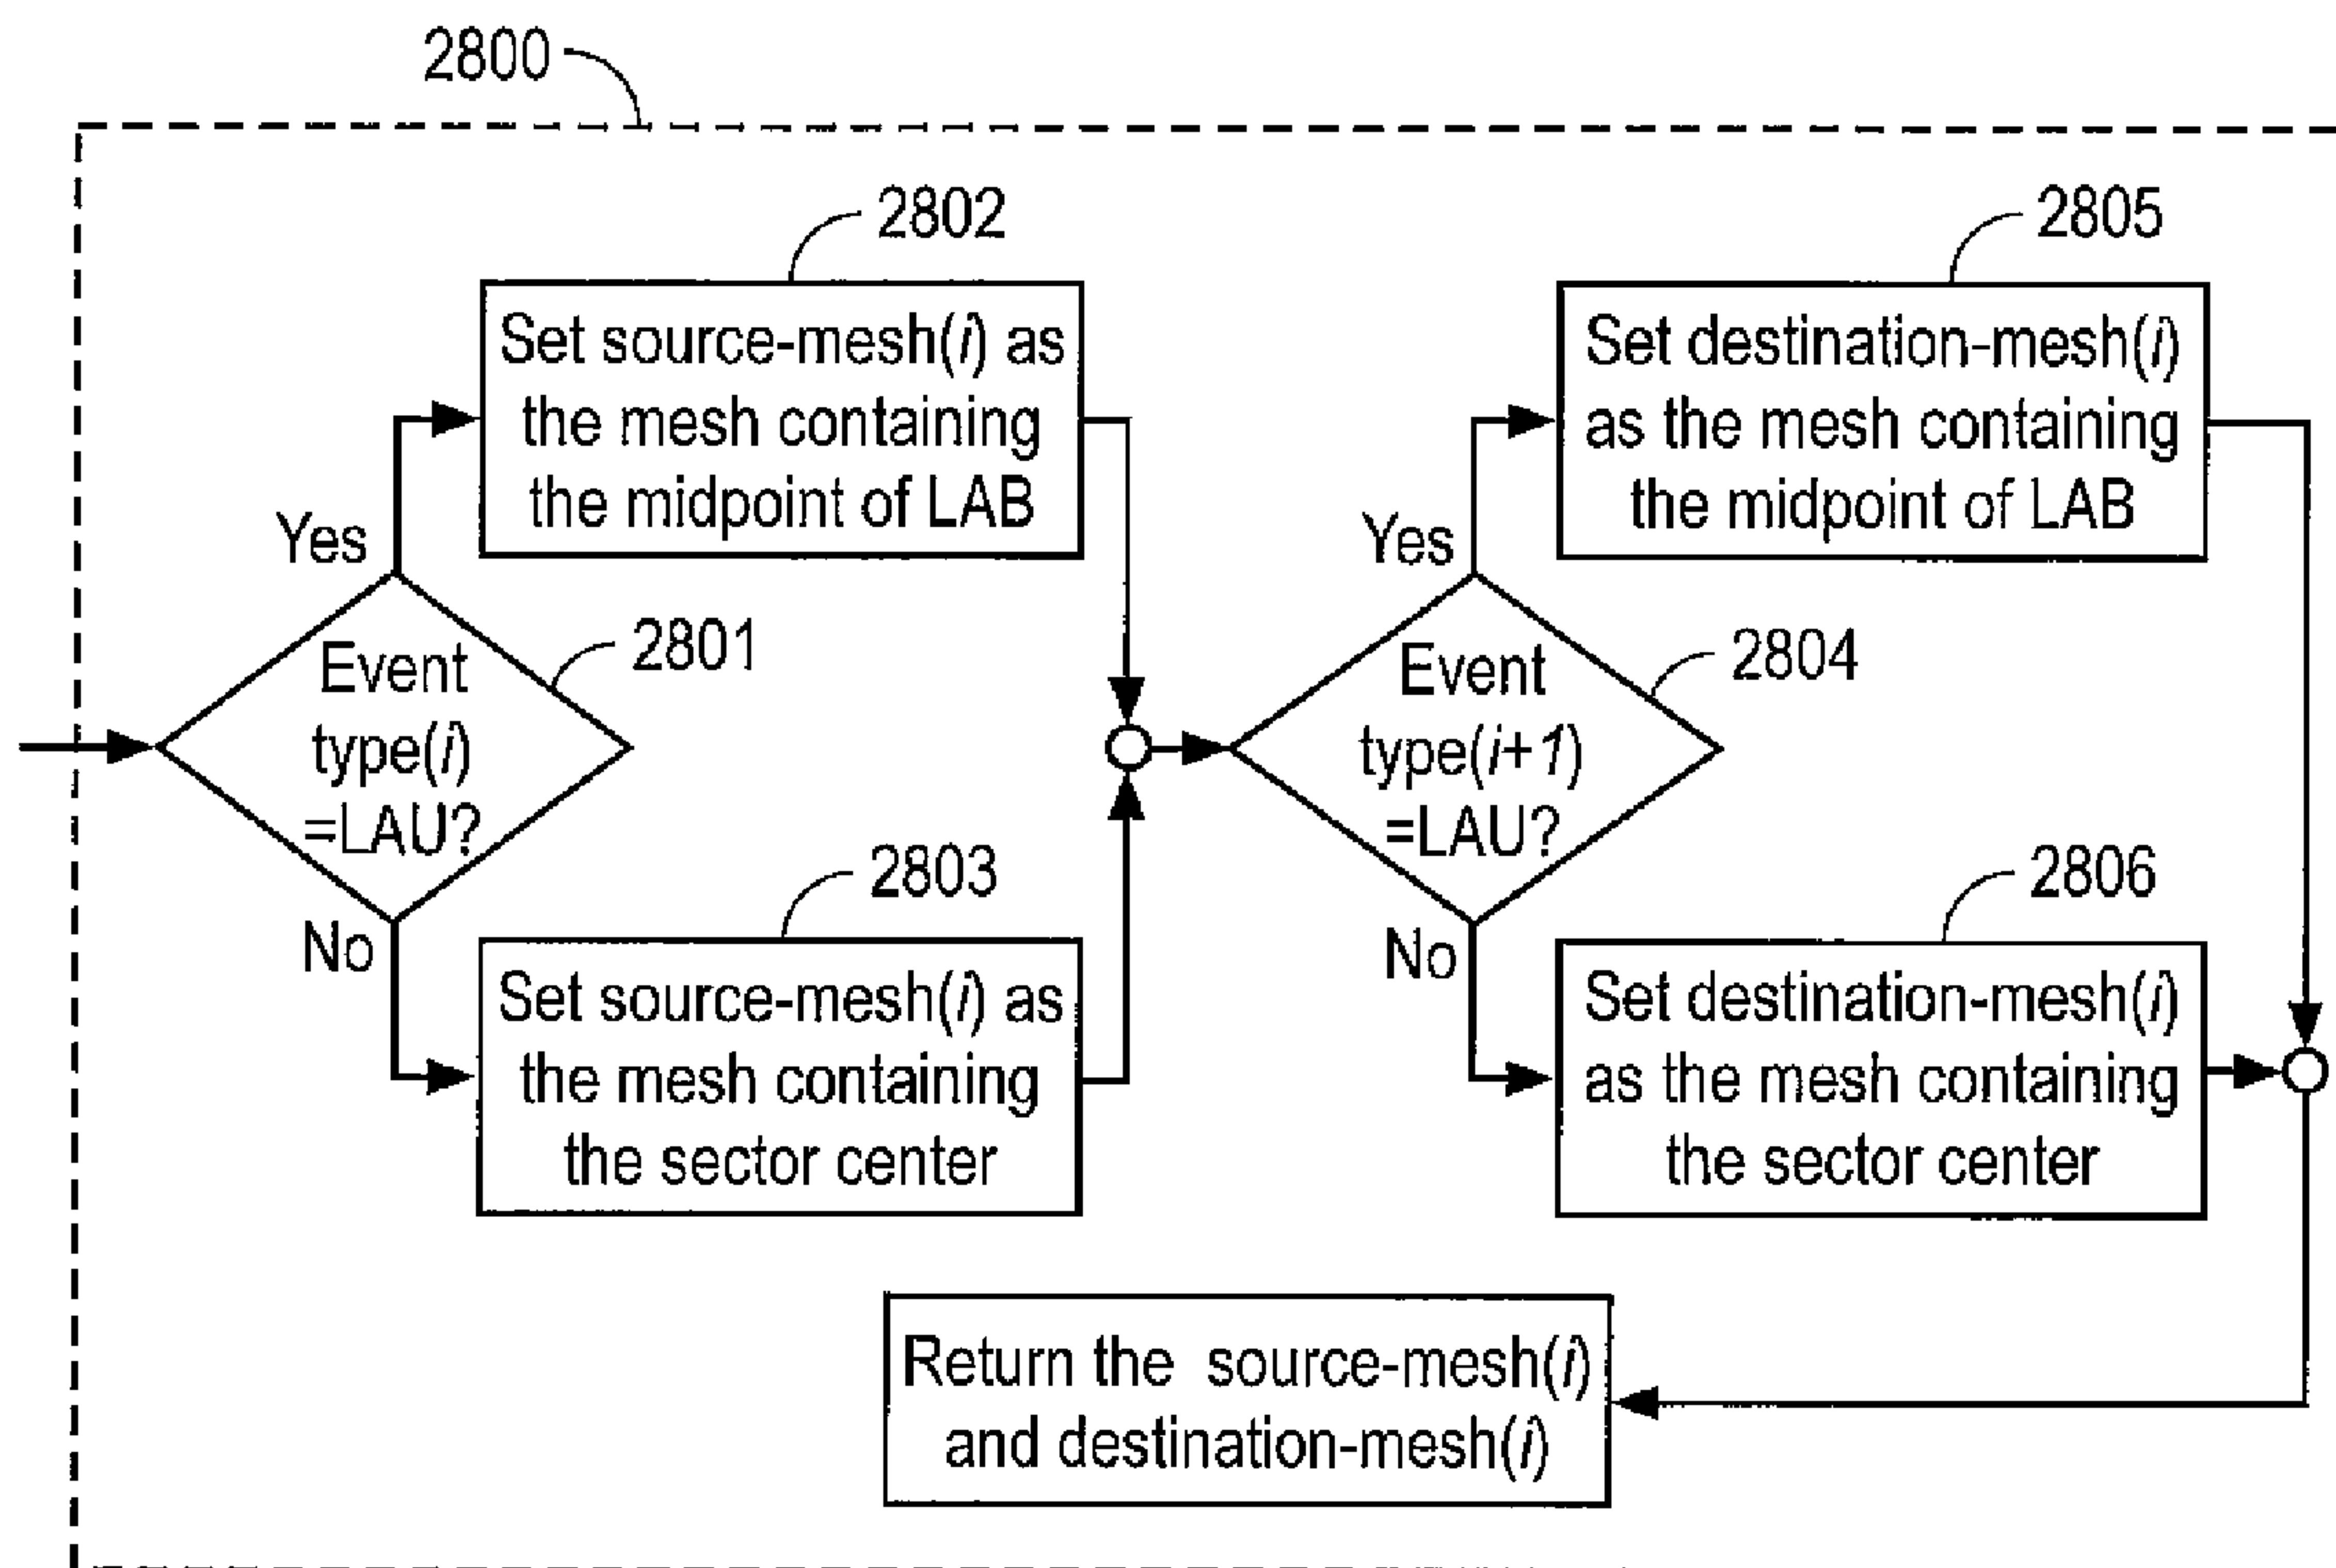 2800
2802
Set source-mesh(i) as
the mesh containing
the midpoint of LAB
Yes
2801
Event
type(i)
=LAU?
No
2803
Set source-mesh(i) as
the mesh containing
the sector center
2805
Set destination-mesh(i)
as the mesh containing
the midpoint of LAB
Yes
2804
Event
type(i+1)
=LAU?
No
2806
Set destination-mesh(i)
as the mesh containing
the sector center
Return the source-mesh(i)
and destination-mesh(i)